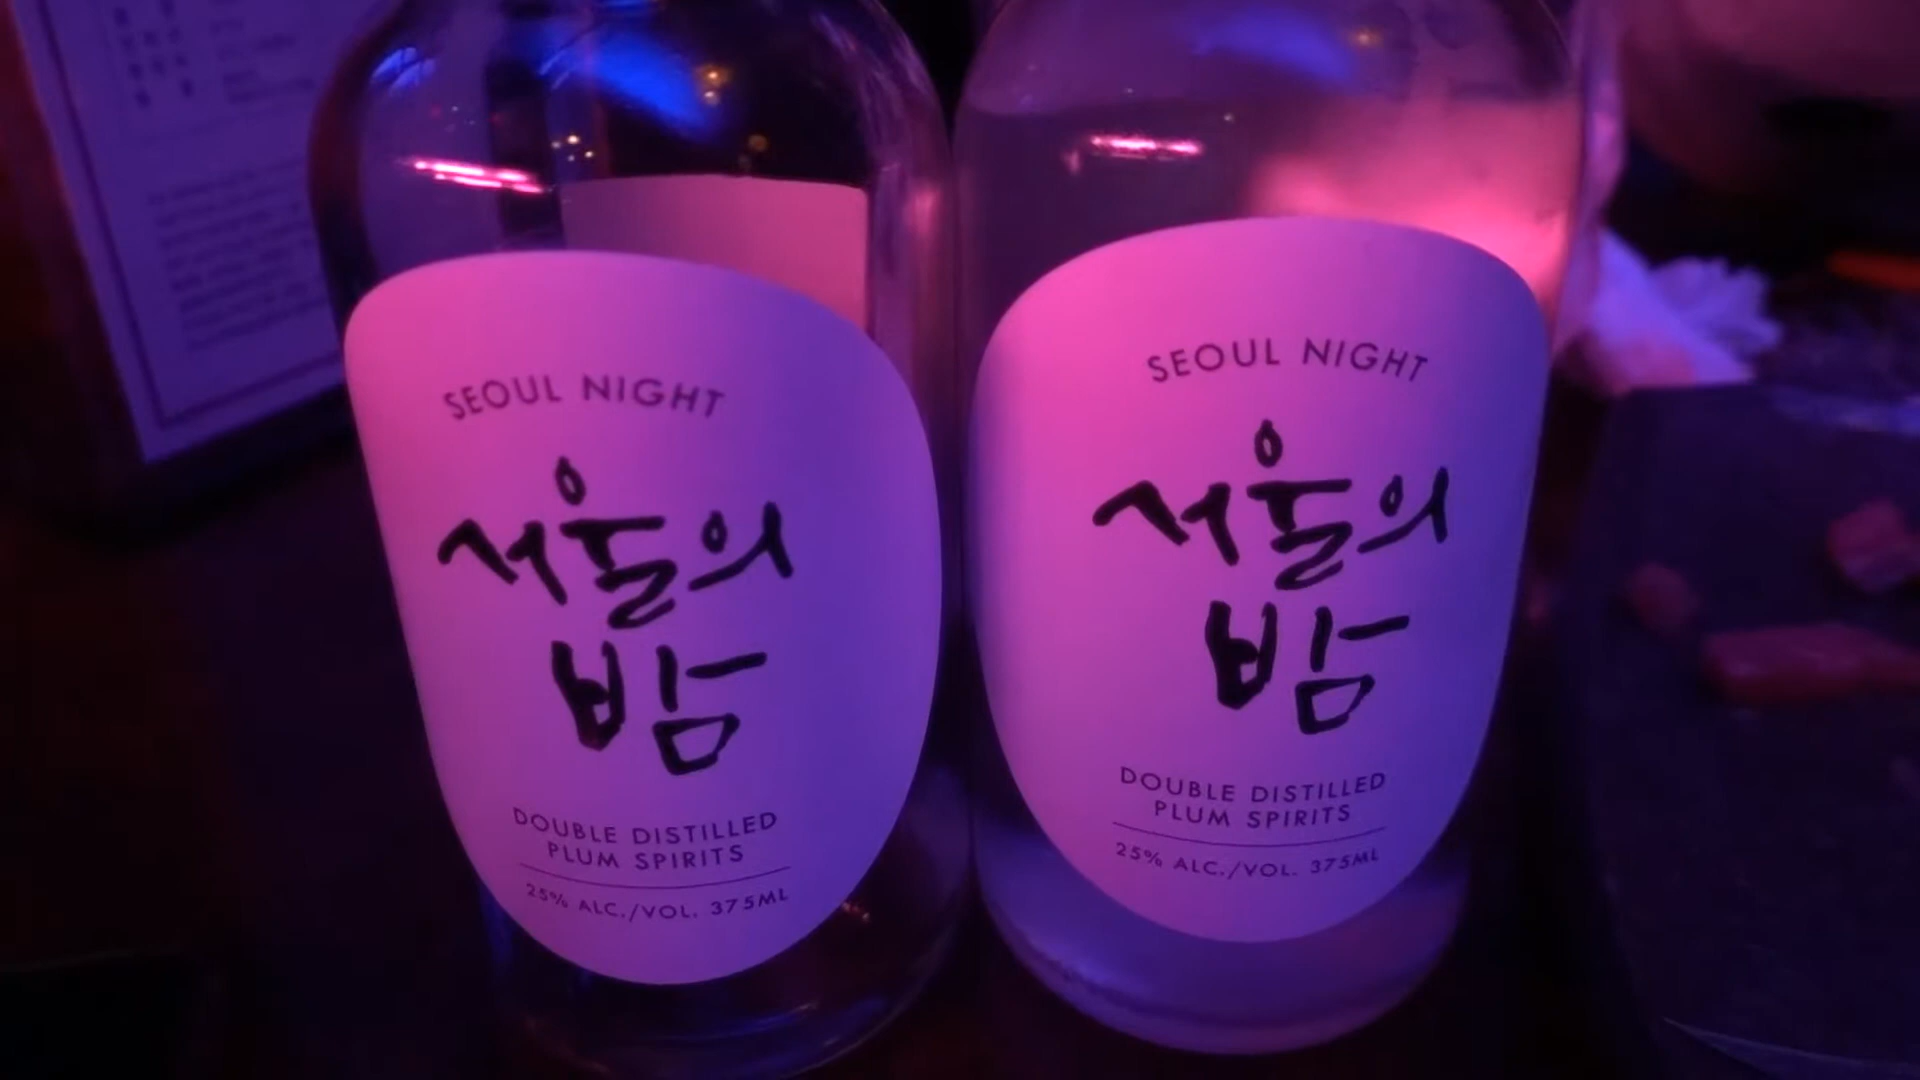 SEOUL NIGHT
서울의
밤
DOUBLE DISTILLED
PLUM SPIRITS
25% ALC./VOL. 375ML
SEOUL NIGHT
서울의
밤
DOUBLE DISTILLED
PLUM SPIRITS
25% ALC./VOL. 375ML